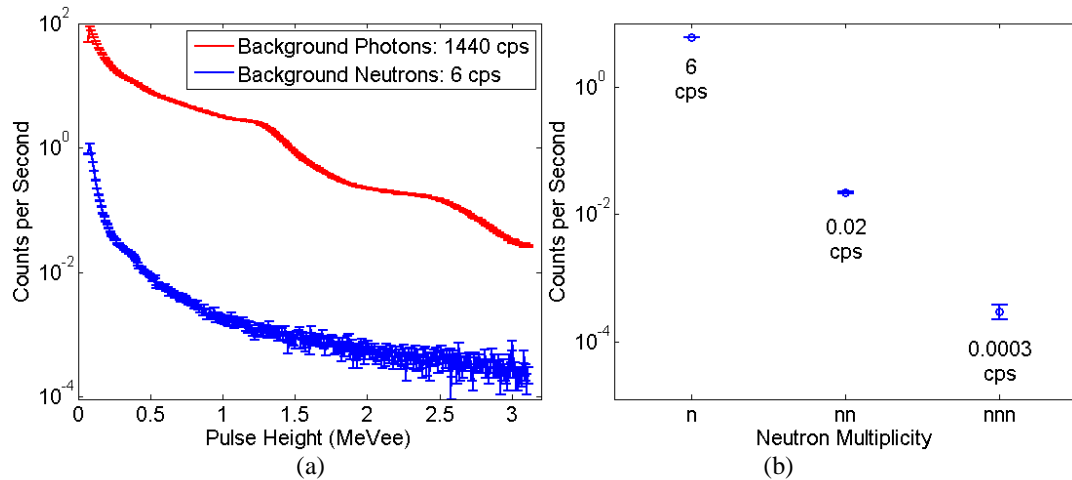 Background Photons: 1440 cps
Background Neutrons: 6 cps
Counts per Second
10^2
10^0
10^-2
10^-4
0
0.5
1
1.5
2
2.5
3
Pulse Height (MeVee)
(a)
Counts per Second
10^0
10^-2
10^-4
6
cps
0.02
cps
0.0003
cps
n
nn
nnn
Neutron Multiplicity
(b)